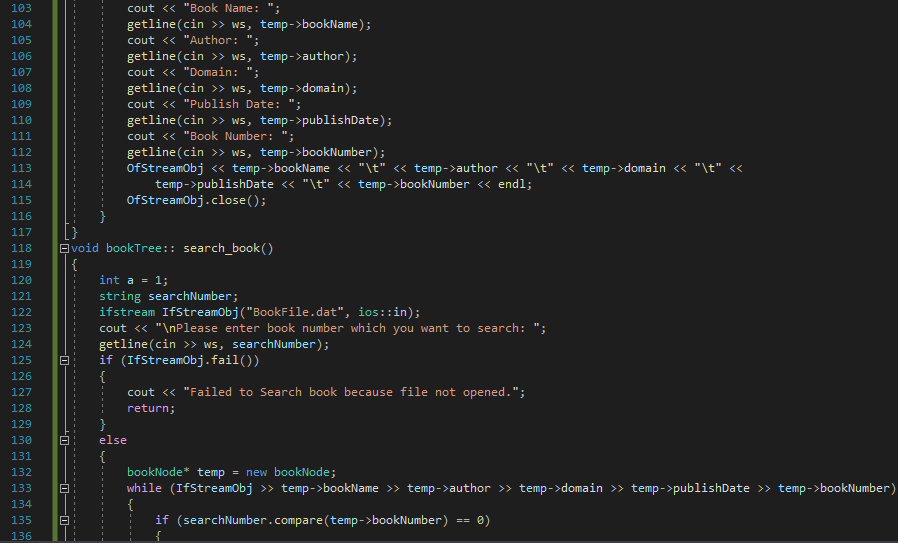 103 cout << "Book Name: ";
104 getline(cin >> ws, temp->bookName);
105 cout << "Author: ";
106 getline(cin >> ws, temp->author);
107 cout << "Domain: ";
108 getline(cin >> ws, temp->domain);
109 cout << "Publish Date: ";
110 getline(cin >> ws, temp->publishDate);
111 cout << "Book Number: ";
112 getline(cin >> ws, temp->bookNumber);
113 OfStreamObj << temp->bookName << "\t" << temp->author << "\t" << temp->domain << "\t" <<
114 temp->publishDate << "\t" << temp->bookNumber << endl;
115 OfStreamObj.close();
116 }
117 }
118 void bookTree:: search_book()
119 {
120 int a = 1;
121 string searchNumber;
122 ifstream IfStreamObj("BookFile.dat", ios::in);
123 cout << "\nPlease enter book number which you want to search: ";
124 getline(cin >> ws, searchNumber);
125 if (IfStreamObj.fail())
126 {
127 cout << "Failed to Search book because file not opened.";
128 return;
129 }
130 else
131 {
132 bookNode* temp = new bookNode;
133 while (IfStreamObj >> temp->bookName >> temp->author >> temp->domain >> temp->publishDate >> temp->bookNumber)
134 {
135 if (searchNumber.compare(temp->bookNumber) == 0)
136 {